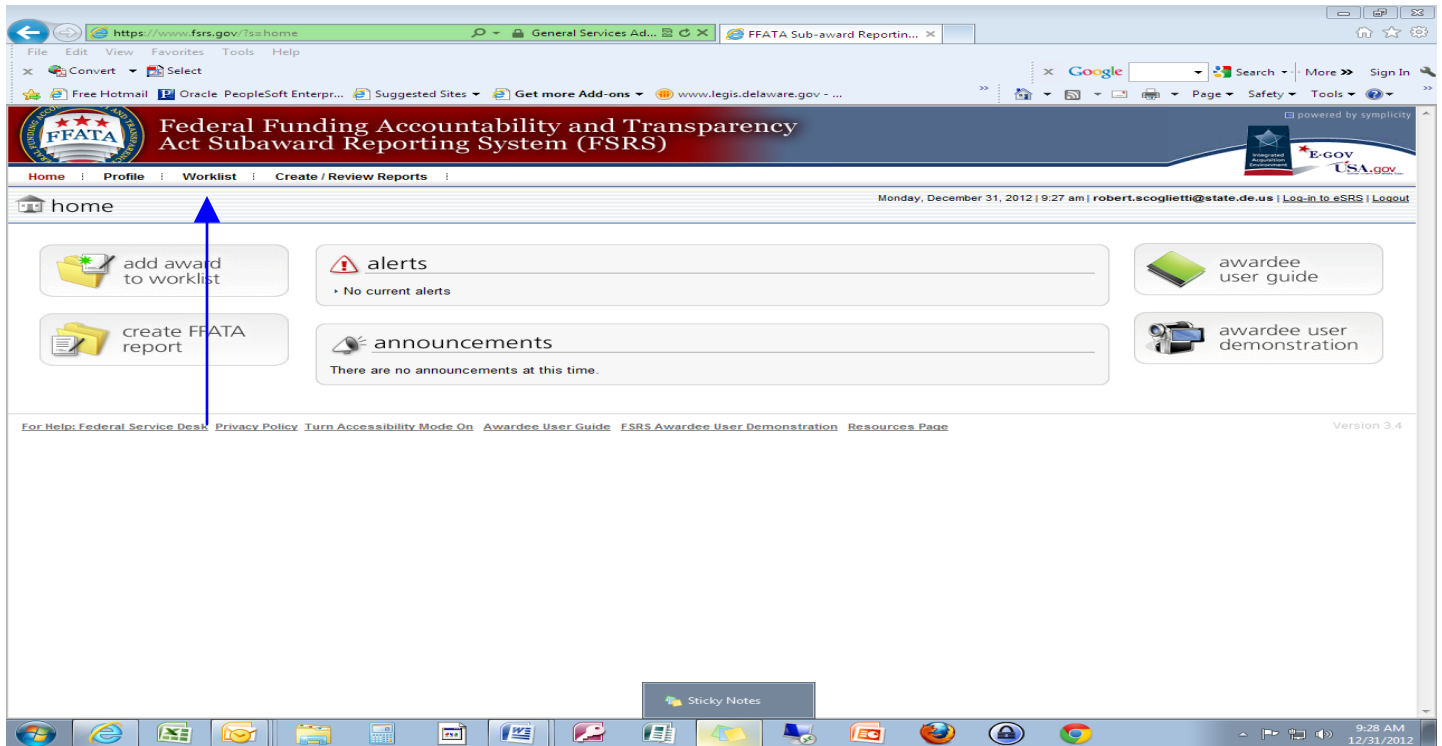 https://www.fsrs.gov/?s=home
General Services Ad...
FFATA Sub-award Reportin...
File Edit View Favorites Tools Help
Convert Select
Google Search More Sign In
Free Hotmail Oracle PeopleSoft Enterpr... Suggested Sites Get more Add-ons www.legis.delaware.gov - ...
Page Safety Tools
FFATA
Federal Funding Accountability and Transparency
Act Subaward Reporting System (FSRS)
powered by symplicity
Integrated
Acquisition
Environment
E-GOV
USA.gov
Home Profile Worklist Create / Review Reports
home
Monday, December 31, 2012 | 9:27 am | robert.scoglietti@state.de.us | Log-in to eSRS | Logout
add award
to worklist
alerts
› No current alerts
awardee
user guide
create FFATA
report
announcements
There are no announcements at this time.
awardee user
demonstration
For Help: Federal Service Desk Privacy Policy Turn Accessibility Mode On Awardee User Guide FSRS Awardee User Demonstration Resources Page
Version 3.4
Sticky Notes
9:28 AM
12/31/2012